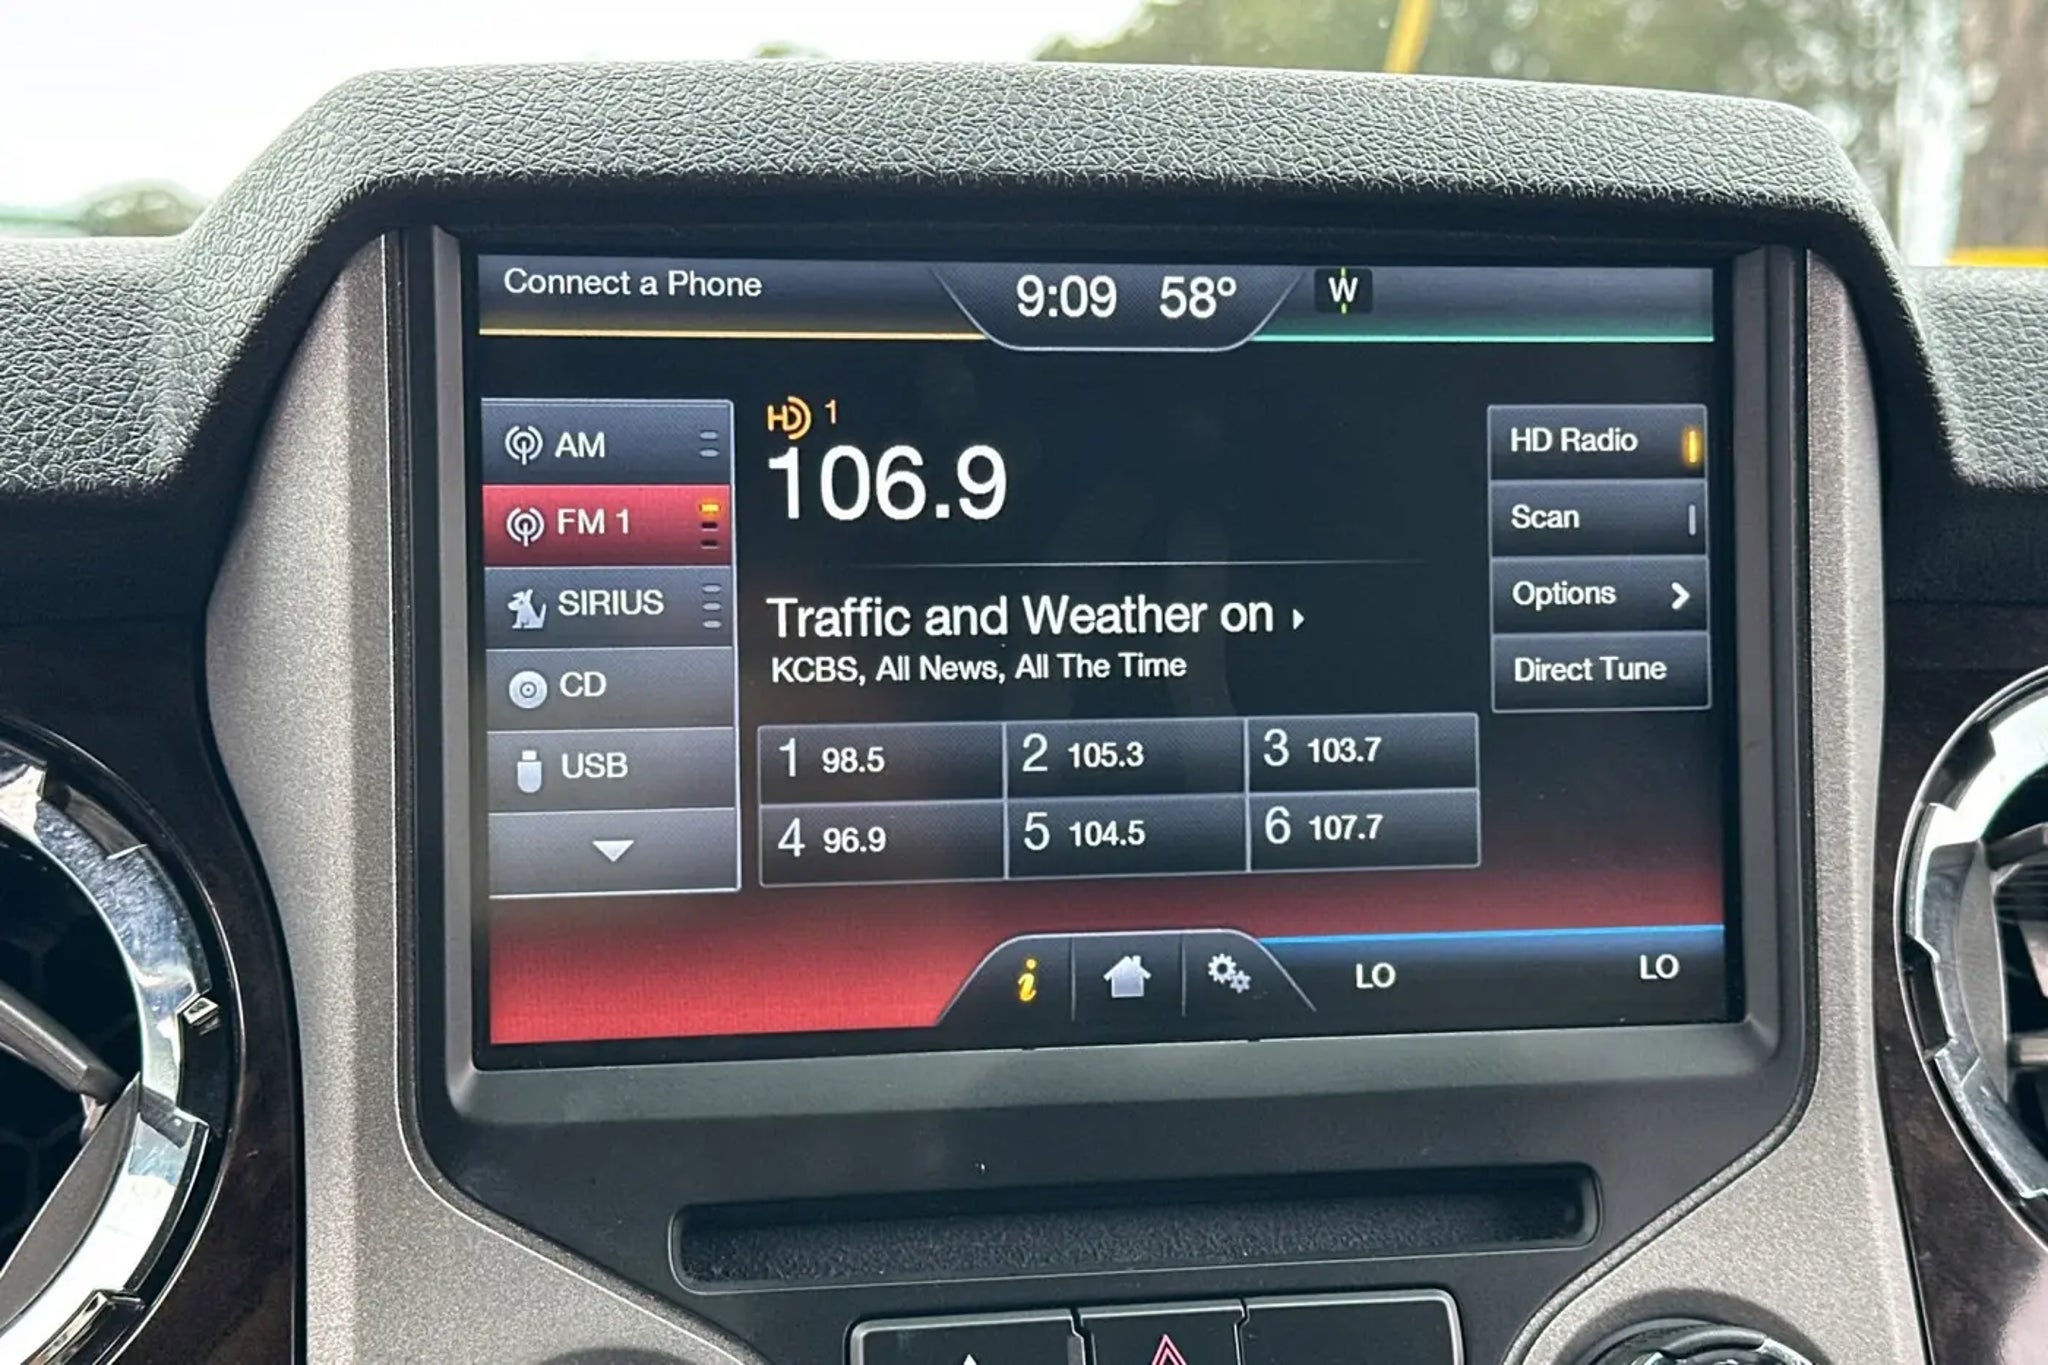 Connect a Phone
9:09 58º
W
AM
FM 1
SIRIUS
CD
USB
HD 1
106.9
Traffic and Weather on
KCBS, All News, All The Time
1 98.5
2 105.3
3 103.7
4 96.9
5 104.5
6 107.7
HD Radio
Scan
Options
Direct Tune
i
LO
LO